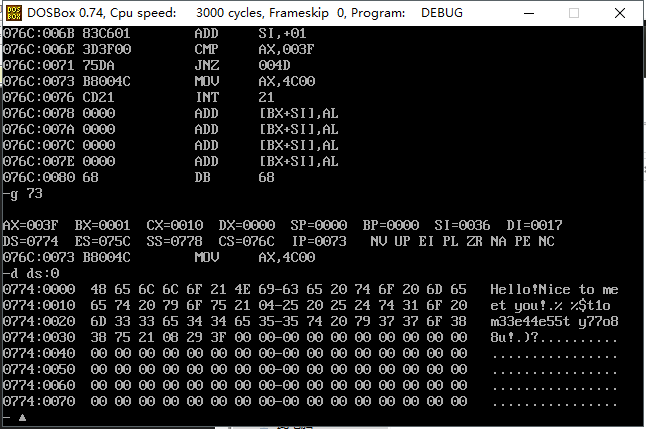 DOSBox 0.74, Cpu speed: 3000 cycles, Frameskip 0, Program: DEBUG
076C:006B 83C601 ADD SI,+01
076C:006E 3D3F00 CMP AX,003F
076C:0071 75DA JNZ 004D
076C:0073 B8004C MOV AX,4C00
076C:0076 CD21 INT 21
076C:0078 0000 ADD [BX+SI],AL
076C:007A 0000 ADD [BX+SI],AL
076C:007C 0000 ADD [BX+SI],AL
076C:007E 0000 ADD [BX+SI],AL
076C:0080 68 DB 68
-g 73
AX=003F BX=0001 CX=0010 DX=0000 SP=0000 BP=0000 SI=0036 DI=0017
DS=0774 ES=075C SS=0778 CS=076C IP=0073 NV UP EI PL ZR NA PE NC
076C:0073 B8004C MOV AX,4C00
-d ds:0
0774:0000 48 65 6C 6C 6F 21 4E 69-63 65 20 74 6F 20 6D 65 Hello!Nice to me
0774:0010 65 74 20 79 6F 75 21 04-25 20 25 24 74 31 6F 20 et you!.% %$t1o
0774:0020 6D 33 33 65 34 34 65 35-35 74 20 79 37 37 6F 38 m33e44e55t y77o8
0774:0030 38 75 21 08 29 3F 00 00-00 00 00 00 00 00 00 00 8u!.)?..........
0774:0040 00 00 00 00 00 00 00 00-00 00 00 00 00 00 00 00 ................
0774:0050 00 00 00 00 00 00 00 00-00 00 00 00 00 00 00 00 ................
0774:0060 00 00 00 00 00 00 00 00-00 00 00 00 00 00 00 00 ................
0774:0070 00 00 00 00 00 00 00 00-00 00 00 00 00 00 00 00 ................
-